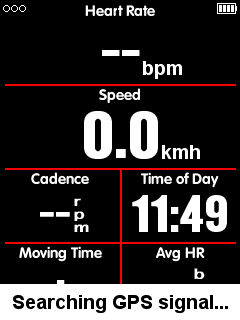 Heart Rate
-- bpm
Speed
0.0 kmh
Cadence
Time of Day
-- rpm
11:49
Moving Time
Avg HR
b
Searching GPS signal...